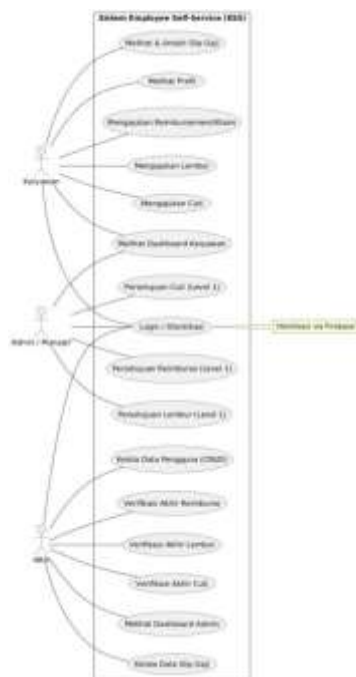 Sistem Employee Self-Service (ESS)
Melihat & Unduh Slip Gaji
Melihat Profil
Mengajukan Reimbursement/Klaim
Karyawan
Mengajukan Lembur
Mengajukan Cuti
Melihat Dashboard Karyawan
Persetujuan Cuti (Level 1)
Admin / Manajer
Login / Otentikasi
Persetujuan Reimburse (Level 1)
Persetujuan Lembur (Level 1)
Kelola Data Pengguna (CRUD)
Verifikasi Akhir Reimburse
Verifikasi Akhir Lembur
Verifikasi Akhir Cuti
Melihat Dashboard Admin
Kelola Data Slip Gaji